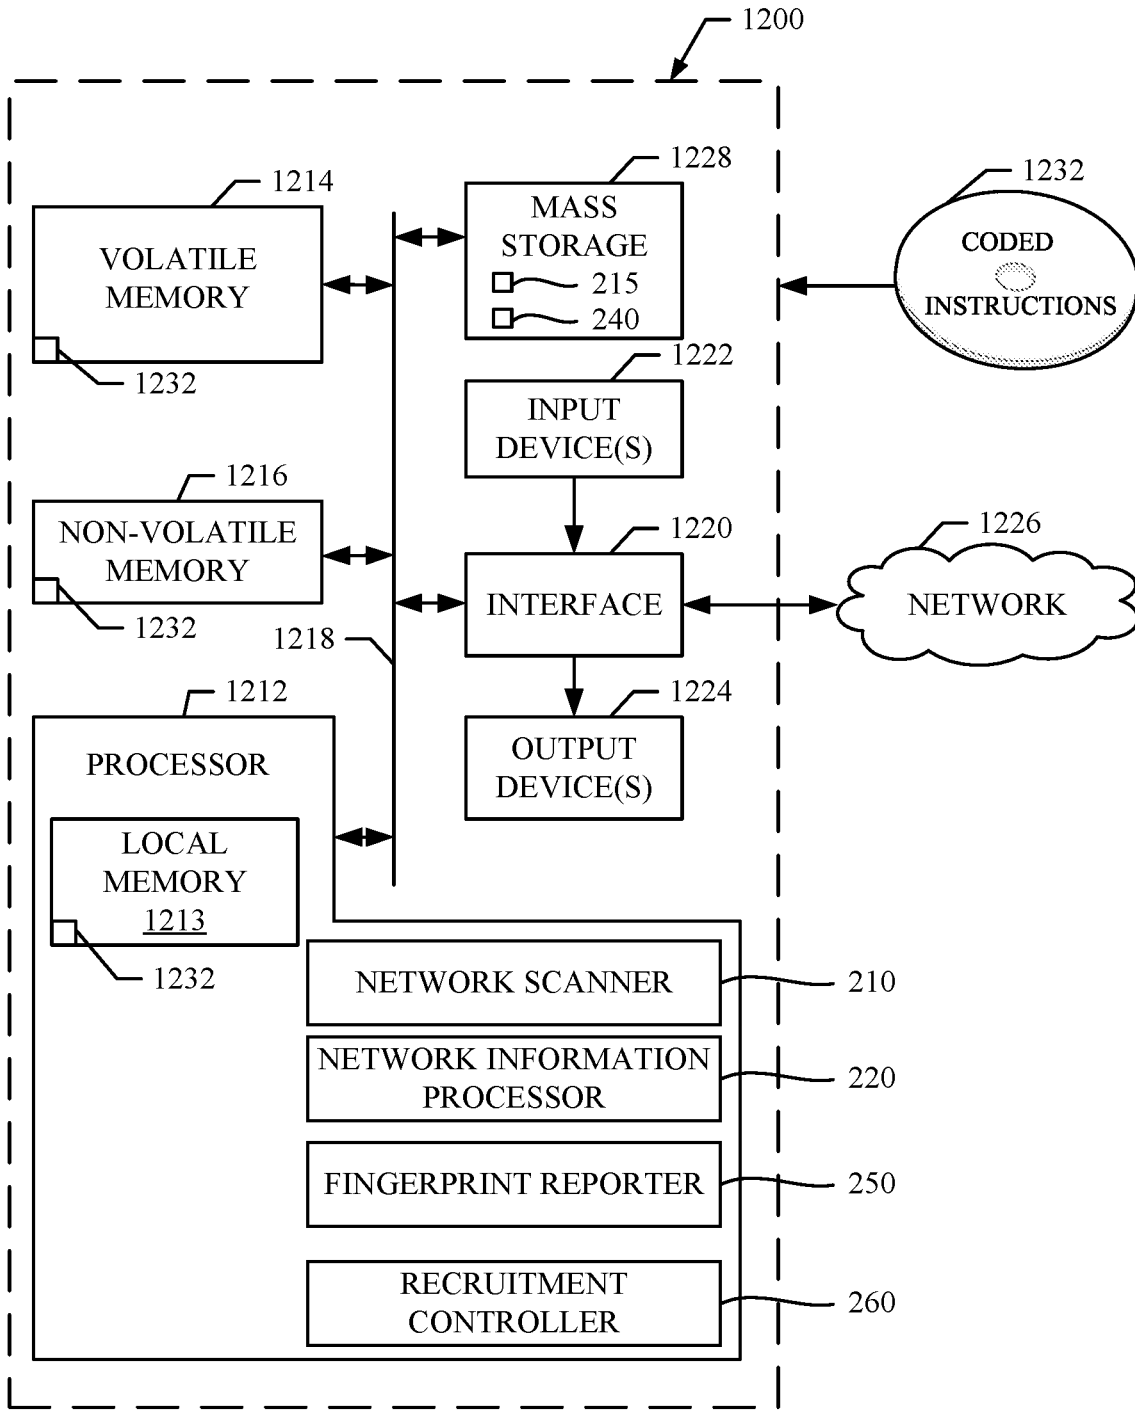 1200
1214
VOLATILE
MEMORY
1232
1228
MASS
STORAGE
215
240
1232
CODED
INSTRUCTIONS
1222
INPUT
DEVICE(S)
1216
NON-VOLATILE
MEMORY
1232
1218
1220
INTERFACE
1226
NETWORK
1224
OUTPUT
DEVICE(S)
1212
PROCESSOR
LOCAL
MEMORY
1213
1232
NETWORK SCANNER
210
NETWORK INFORMATION
PROCESSOR
220
FINGERPRINT REPORTER
250
RECRUITMENT
CONTROLLER
260